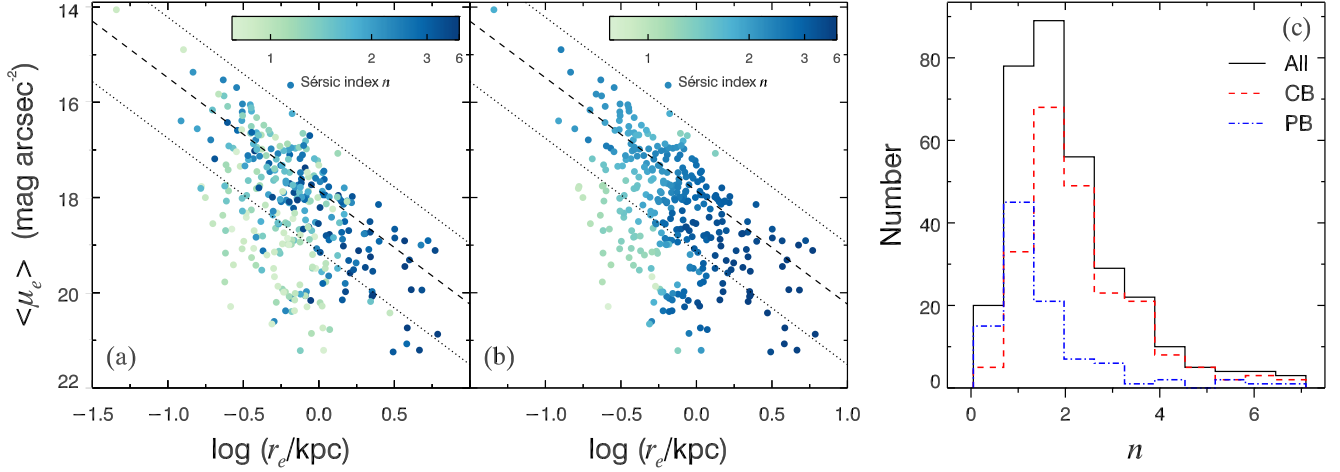 <μe> (mag arcsec-2)
14
16
18
20
22
1
2
3
6
Sérsic index n
(a)
−1.5
−1.0
−0.5
0.0
0.5
log (re/kpc)
1
2
3
6
Sérsic index n
(b)
−1.0
−0.5
0.0
0.5
1.0
log (re/kpc)
(c)
All
CB
PB
Number
80
60
40
20
0
0
2
4
6
n